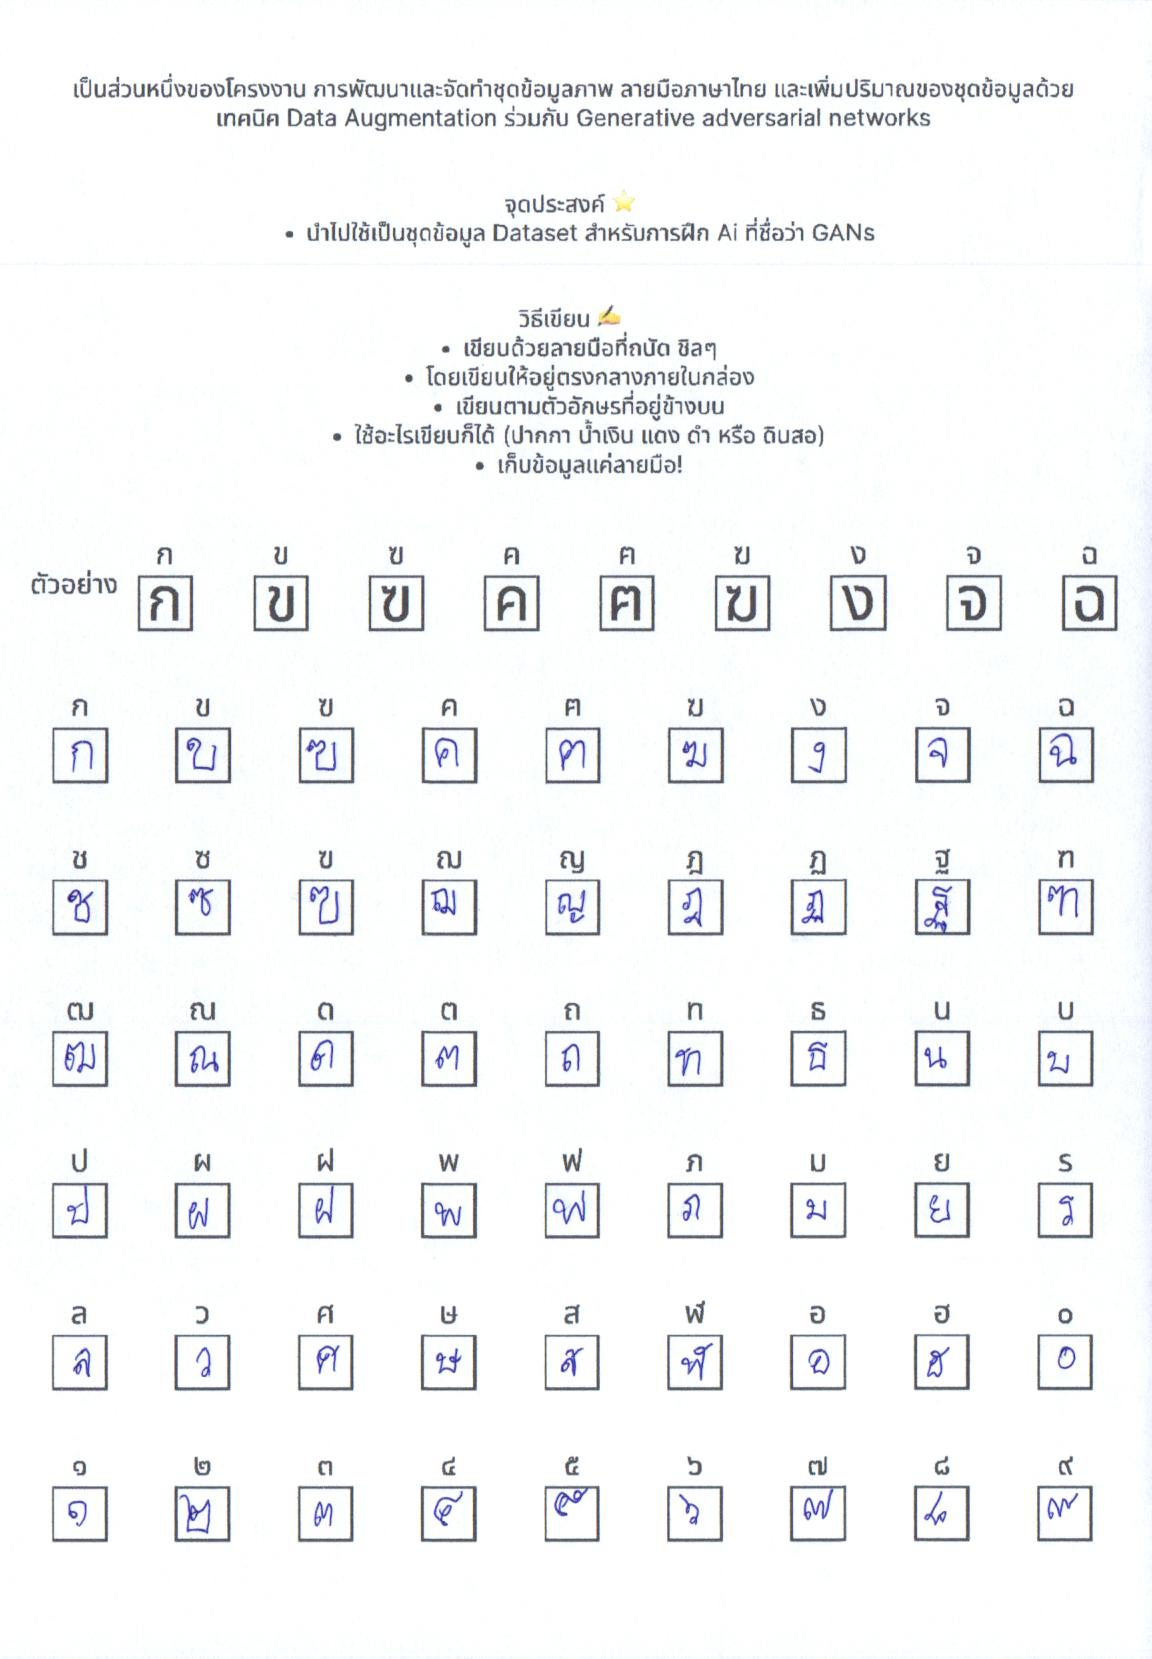 เป็นส่วนหนึ่งของโครงงาน การพัฒนาและจัดทำชุดข้อมูลภาพ ลายมือภาษาไทย และเพิ่มปริมาณของชุดข้อมูลด้วย
เทคนิค Data Augmentation ร่วมกับ Generative adversarial networks
จุดประสงค์ ⭐
• นำไปใช้เป็นชุดข้อมูล Dataset สำหรับการฝึก Ai ที่ชื่อว่า GANs
วิธีเขียน ✍️
• เขียนด้วยลายมือที่ถนัด ชิลๆ
• โดยเขียนให้อยู่ตรงกลางภายในกล่อง
• เขียนตามตัวอักษรที่อยู่ข้างบน
• ใช้อะไรเขียนก็ได้ (ปากกา น้ำเงิน แดง ดำ หรือ ดินสอ)
• เก็บข้อมูลแค่ลายมือ!
ก ข ฃ ค ฅ ฆ ง จ ฉ
ตัวอย่าง ก ข ฃ ค ฅ ฆ ง จ ฉ
ก ข ฃ ค ฅ ฆ ง จ ฉ
ก ข ฃ ค ฅ ฆ ง จ ฉ
ช ซ ฃ ฌ ญ ฎ ฏ ฐ ฑ
ช ซ ฃ ฌ ญ ฎ ฏ ฐ ฑ
ฒ ณ ด ต ถ ท ธ น บ
ฒ ณ ด ต ถ ท ธ น บ
ป ผ ฝ พ ฟ ภ ม ย ร
ป ผ ฝ พ ฟ ภ ม ย ร
ล ว ศ ษ ส ฬ อ ฮ ๐
ล ว ศ ษ ส ฬ อ ฮ ๐
๑ ๒ ๓ ๔ ๕ ๖ ๗ ๘ ๙
๑ ๒ ๓ ๔ ๕ ๖ ๗ ๘ ๙